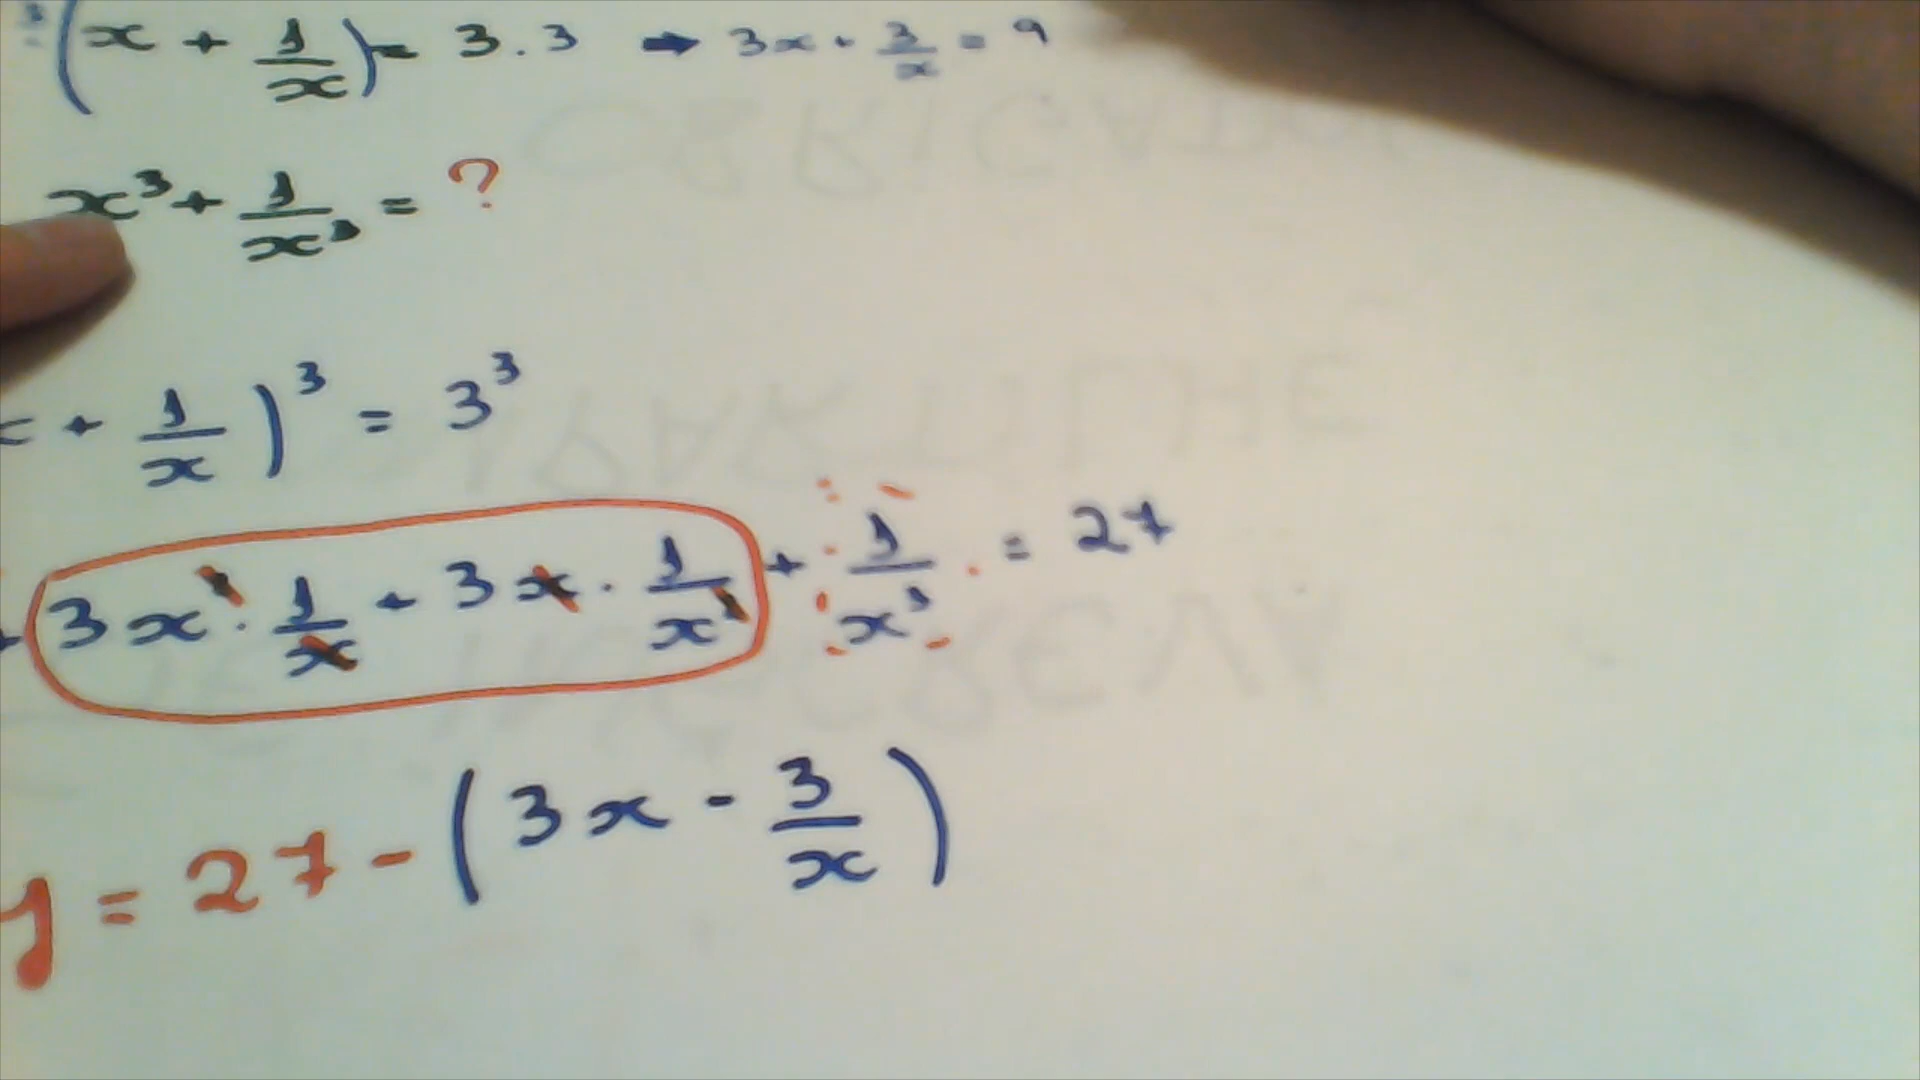 3 (x + 1/x) = 3 . 3 → 3x + 3/x = 9
x³ + 1/x³ = ?
x + 1/x )³ = 3³
+ 3x² . 1/x + 3x . 1/x² + 1/x³ = 27
y = 27 - (3x - 3/x)